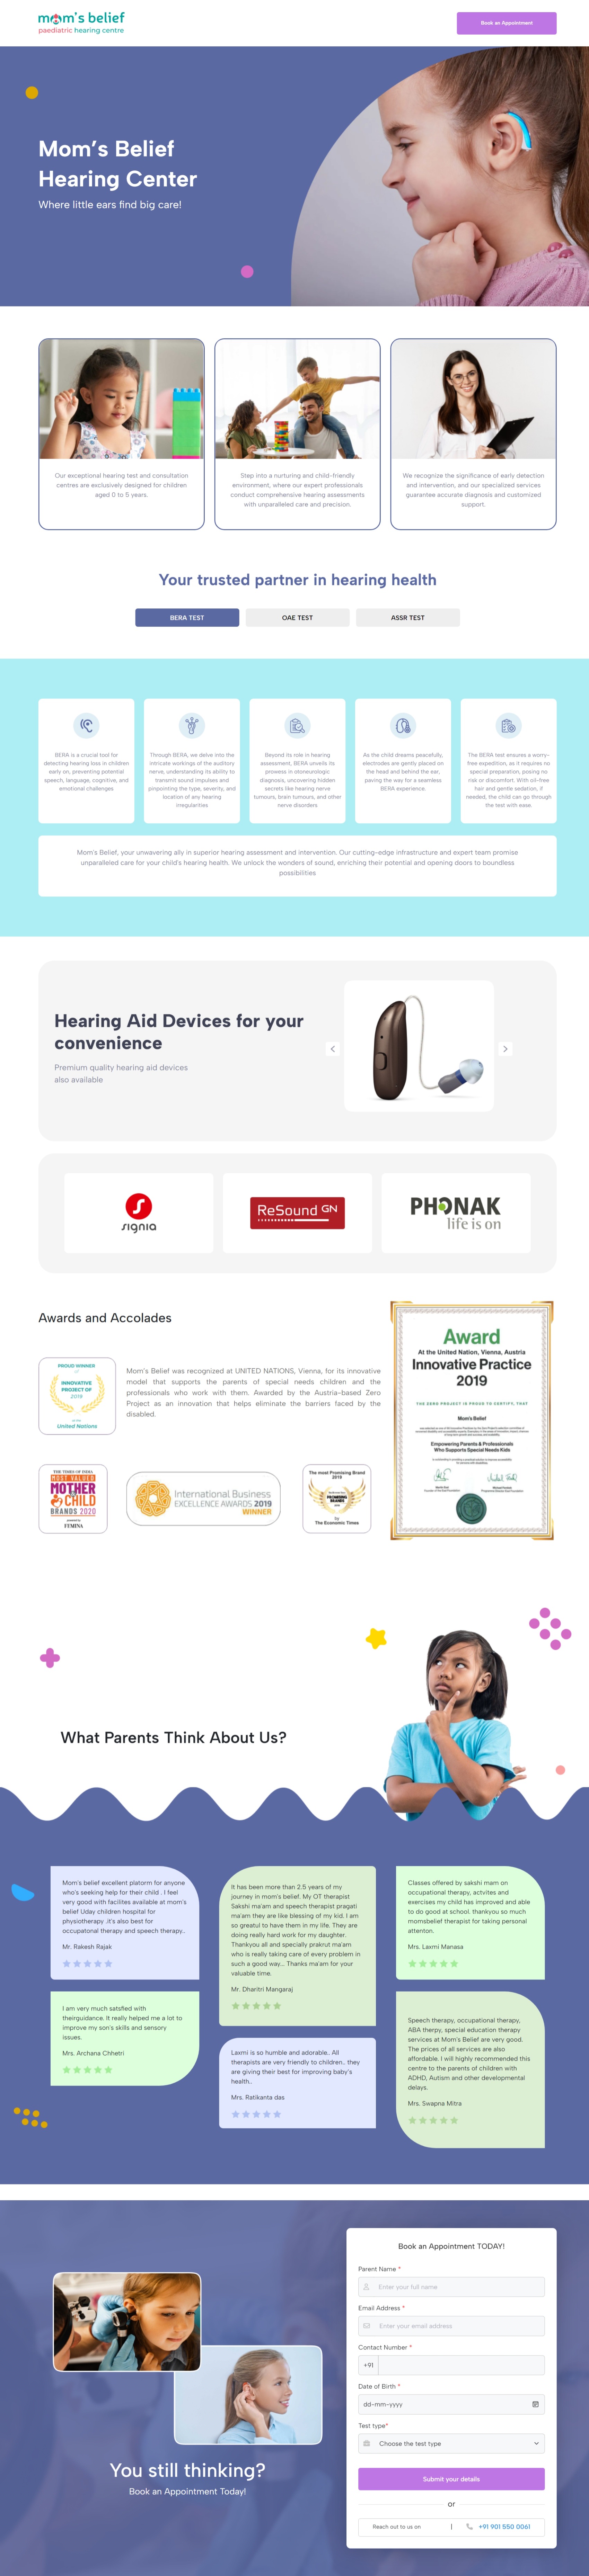 mom's belief
paediatric hearing centre
Book an Appointment
Mom's Belief
Hearing Center
Where little ears find big care!
Our exceptional hearing test and consultation
centres are exclusively designed for children
aged 0 to 5 years.
Step into a nurturing and child-friendly
environment, where our expert professionals
conduct comprehensive hearing assessments
with unparalleled care and precision.
We recognize the significance of early detection
and intervention, and our specialized services
guarantee accurate diagnosis and customized
support.
Your trusted partner in hearing health
BERA TEST
OAE TEST
ASSR TEST
BERA is a crucial tool for
detecting hearing loss in children
early on, preventing potential
speech, language, cognitive, and
emotional challenges
Through BERA, we delve into the
intricate workings of the auditory
nerve, understanding its ability to
transmit sound impulses and
pinpointing the type, severity, and
location of any hearing
irregularities
Beyond its role in hearing
assessment, BERA unveils its
prowess in otoneurologic
diagnosis, uncovering hidden
secrets like hearing nerve
tumours, brain tumours, and other
nerve disorders
As the child dreams peacefully,
electrodes are gently placed on
the head and behind the ear,
paving the way for a seamless
BERA experience.
The BERA test ensures a worry-
free expedition, as it requires no
special preparation, posing no
risk or discomfort. With oil-free
hair and gentle sedation, if
needed, the child can go through
the test with ease.
Mom's Belief, your unwavering ally in superior hearing assessment and intervention. Our cutting-edge infrastructure and expert team promise
unparalleled care for your child's hearing health. We unlock the wonders of sound, enriching their potential and opening doors to boundless
possibilities
Hearing Aid Devices for your
convenience
Premium quality hearing aid devices
also available
signia
ReSound GN
PHONAK
life is on
Awards and Accolades
PROUD WINNER
of
INNOVATIVE
PROJECT OF
2019
United Nations
Mom's Belief was recognized at UNITED NATIONS, Vienna, for its innovative
model that supports the parents of special needs children and the
professionals who work with them. Awarded by the Austria-based Zero
Project as an innovation that helps eliminate the barriers faced by the
disabled.
THE TIMES OF INDIA
MOST VALUED
MOTHER
& CHILD
BRANDS 2020
powered by
FEMINA
International Business
EXCELLENCE AWARDS 2019
WINNER
The most Promising Brand
2019
PROMISING
BRANDS
by
The Economic Times
Award
At the United Nation, Vienna, Austria
Innovative Practice
2019
THE ZERO PROJECT IS PROUD TO CERTIFY, THAT
Mom's Belief
Empowering Parents & Professionals
Who Supports Special Needs Kids
What Parents Think About Us?
Mom's belief excellent platorm for anyone
who's seeking help for their child . I feel
very good with facilites available at mom's
belief Uday children hospital for
physiotherapy .it's also best for
occupational therapy and speech therapy..
Mr. Rakesh Rajak
I am very much satsfied with
theirguidance. It really helped me a lot to
improve my son's skills and sensory
issues.
Mrs. Archana Chhetri
It has been more than 2.5 years of my
journey in mom's belief. My OT therapist
Sakshi ma'am and speech therapist pragati
ma'am they are like blessing of my kid. I am
so greatul to have them in my life. They are
doing really hard work for my daughter.
Thankyou all and specially prakrut ma'am
who is really taking care of every problem in
such a good way... Thanks ma'am for your
valuable time.
Mr. Dharitri Mangaraj
Laxmi is so humble and adorable.. All
therapists are very friendly to children.. they
are giving their best for improving baby's
health..
Mrs. Ratikanta das
Classes offered by sakshi mam on
occupational therapy, actvites and
exercises my child has improved and able
to do good at school. thankyou so much
momsbelief therapist for taking personal
attenton.
Mrs. Laxmi Manasa
Speech therapy, occupational therapy,
ABA therpy, special education therapy
services at Mom's Belief are very good.
The prices of all services are also
affordable. I will highly recommended this
centre to the parents of children with
ADHD, Autism and other developmental
delays.
Mrs. Swapna Mitra
You still thinking?
Book an Appointment Today!
Book an Appointment TODAY!
Parent Name *
Enter your full name
Email Address *
Enter your email address
Contact Number *
+91
Date of Birth *
dd-mm-yyyy
Test type*
Choose the test type
Submit your details
or
Reach out to us on | +91 901 550 0061